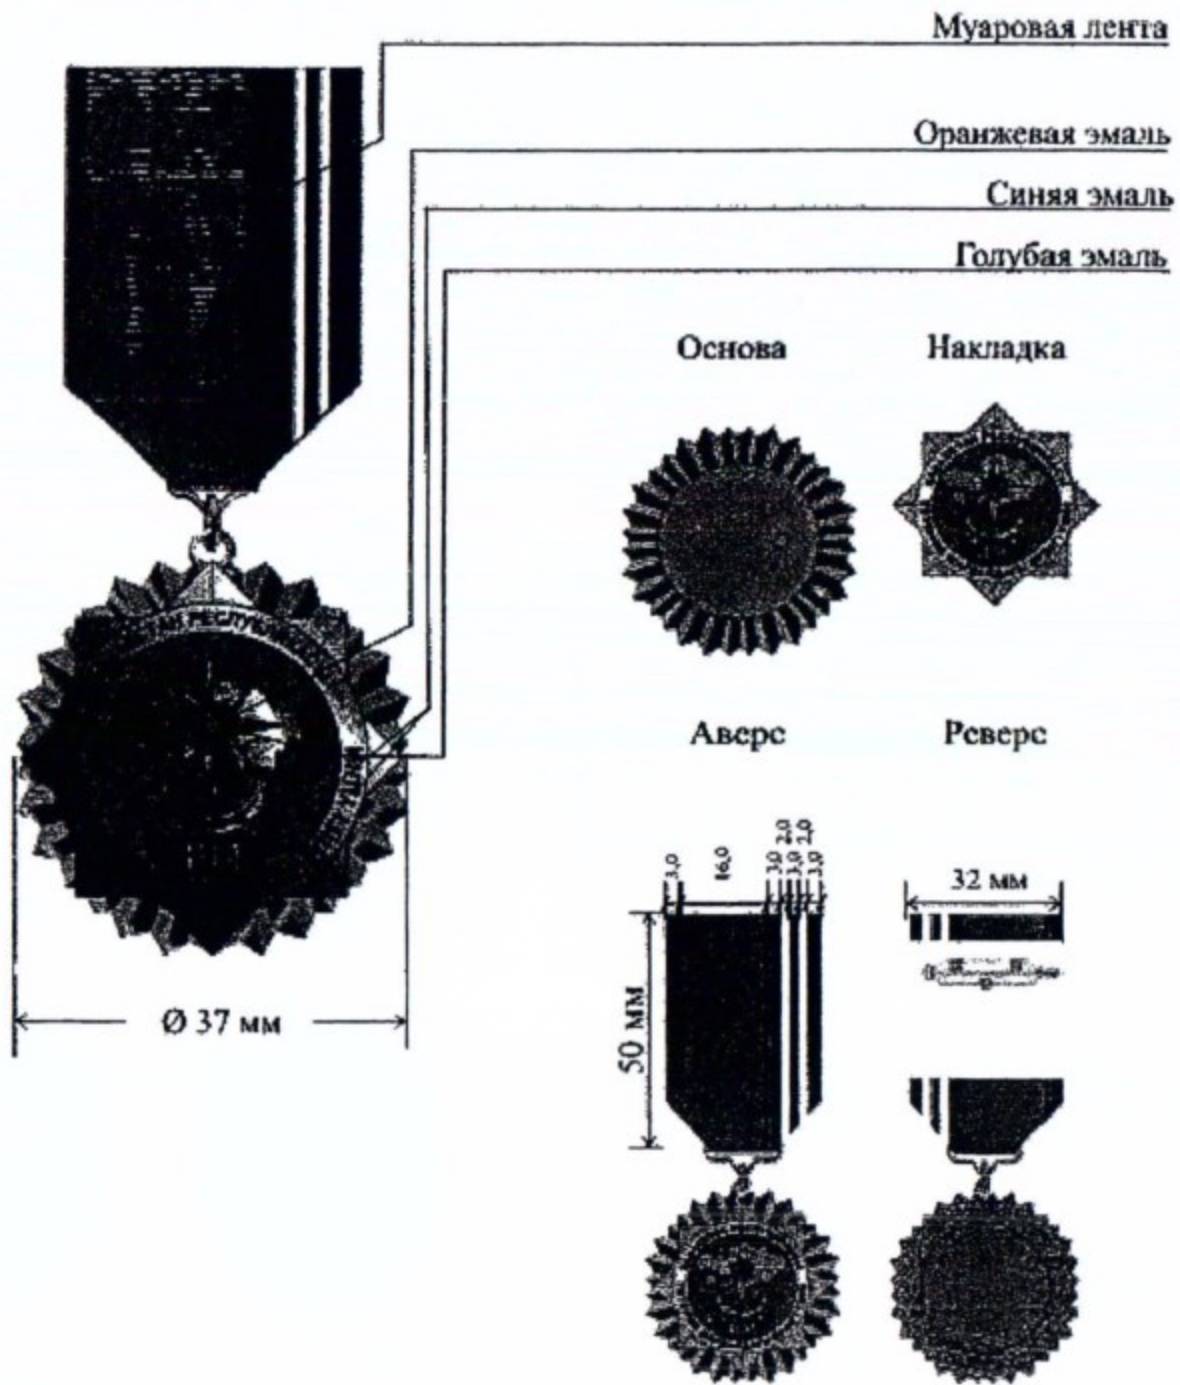 Муаровая лента
Оранжевая эмаль
Синяя эмаль
Голубая эмаль
Основа
Накладка
Аверс
Реверс
3,0
16,0
3,0
2,0
3,0
2,0
3,0
32 мм
50 мм
Ø 37 мм